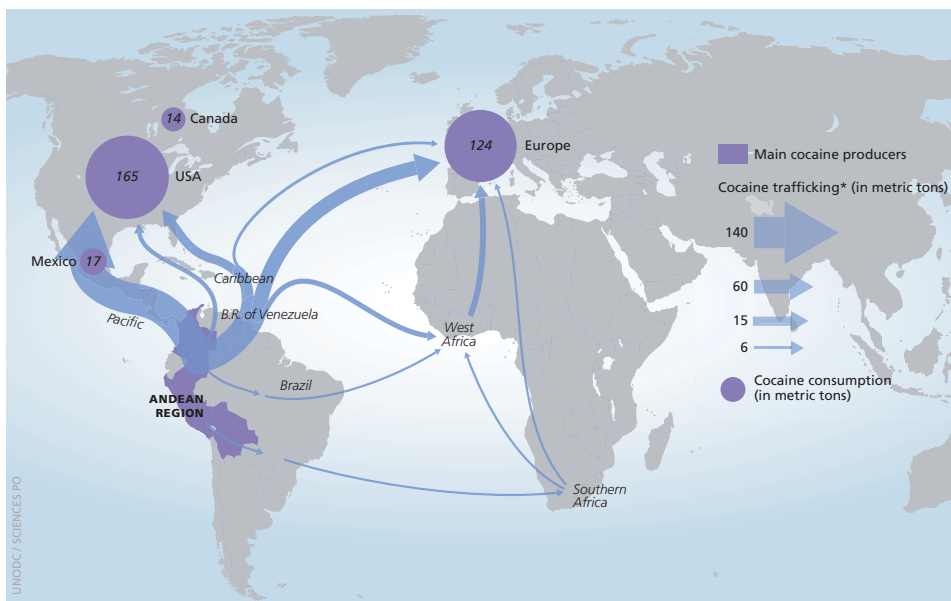 14 Canada
165 USA
124 Europe
Mexico 17
Caribbean
B.R. of Venezuela
Pacific
West
Africa
Brazil
ANDEAN
REGION
Southern
Africa
Main cocaine producers
Cocaine trafficking* (in metric tons)
140
60
15
6
Cocaine consumption
(in metric tons)
UNODC / SCIENCES PO